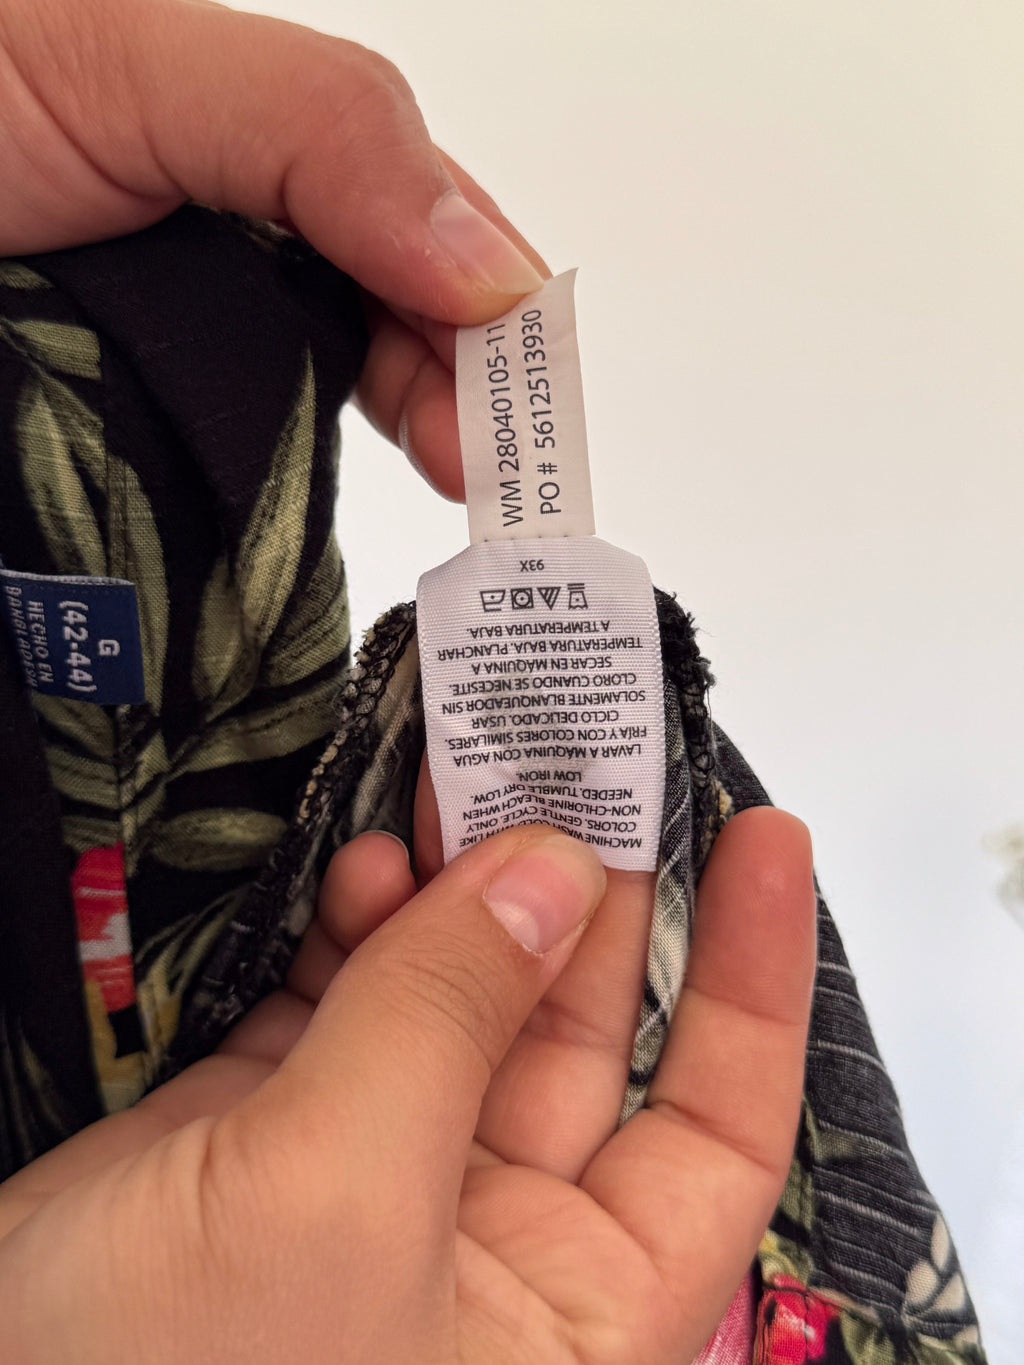 WM 28040105-11
PO # 5612513930
MACHINE WASH COLD WITH LIKE
COLORS. GENTLE CYCLE. ONLY
NON-CHLORINE BLEACH WHEN
NEEDED. TUMBLE DRY LOW.
LOW IRON.
LAVAR A MÁQUINA CON AGUA
FRÍA Y CON COLORES SIMILARES.
CICLO DELICADO. USAR
SOLAMENTE BLANQUEADOR SIN
CLORO CUANDO SE NECESITE.
SECAR EN MÁQUINA A
TEMPERATURA BAJA. PLANCHAR
A TEMPERATURA BAJA.
93X
G
(42-44)
HECHO EN
BANGLADESH